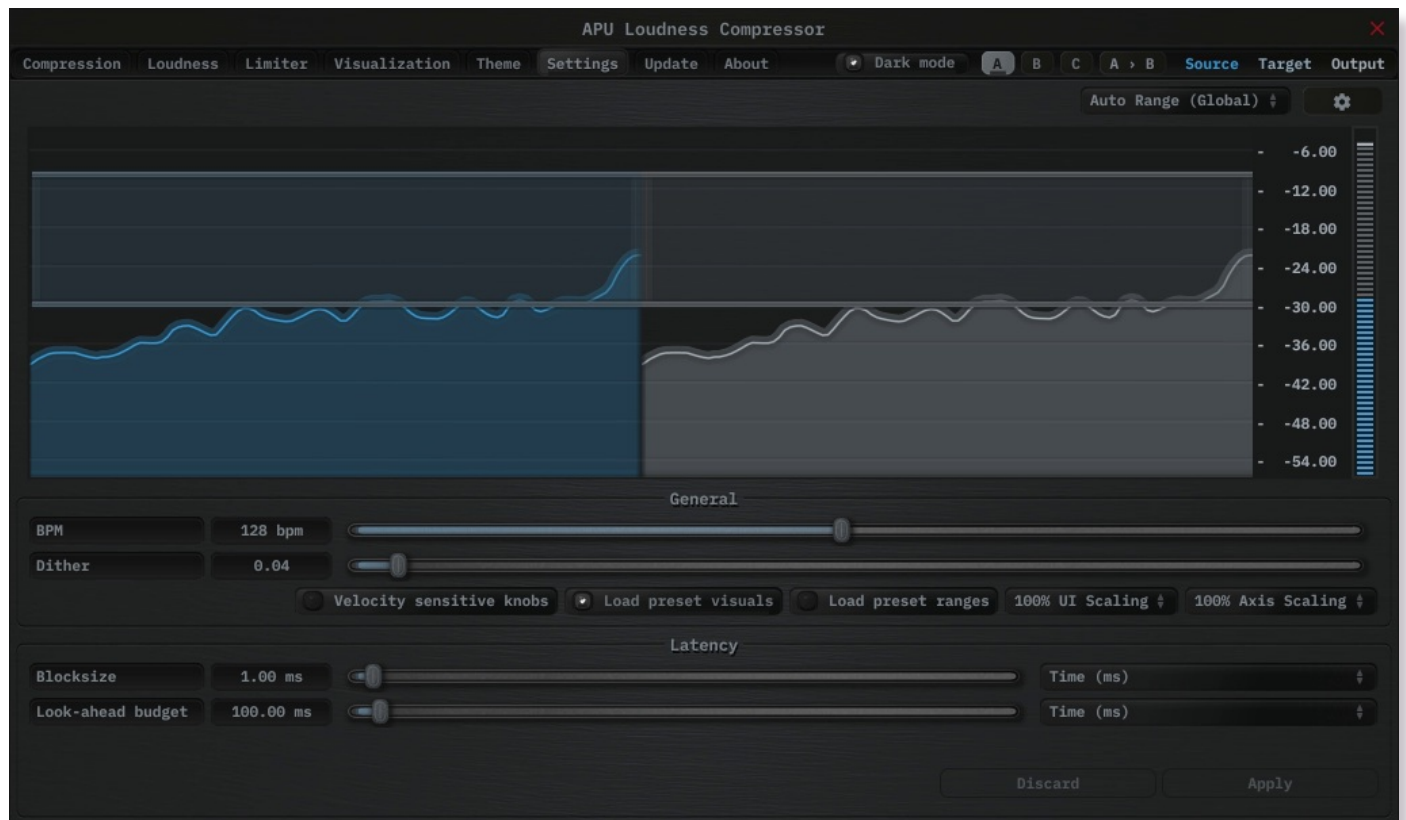 APU Loudness Compressor
Compression Loudness Limiter Visualization Theme Settings Update About Dark mode A B C A › B Source Target Output
Auto Range (Global)
- -6.00
- -12.00
- -18.00
- -24.00
- -30.00
- -36.00
- -42.00
- -48.00
- -54.00
General
BPM 128 bpm
Dither 0.04
Velocity sensitive knobs Load preset visuals Load preset ranges 100% UI Scaling 100% Axis Scaling
Latency
Blocksize 1.00 ms Time (ms)
Look-ahead budget 100.00 ms Time (ms)
Discard Apply